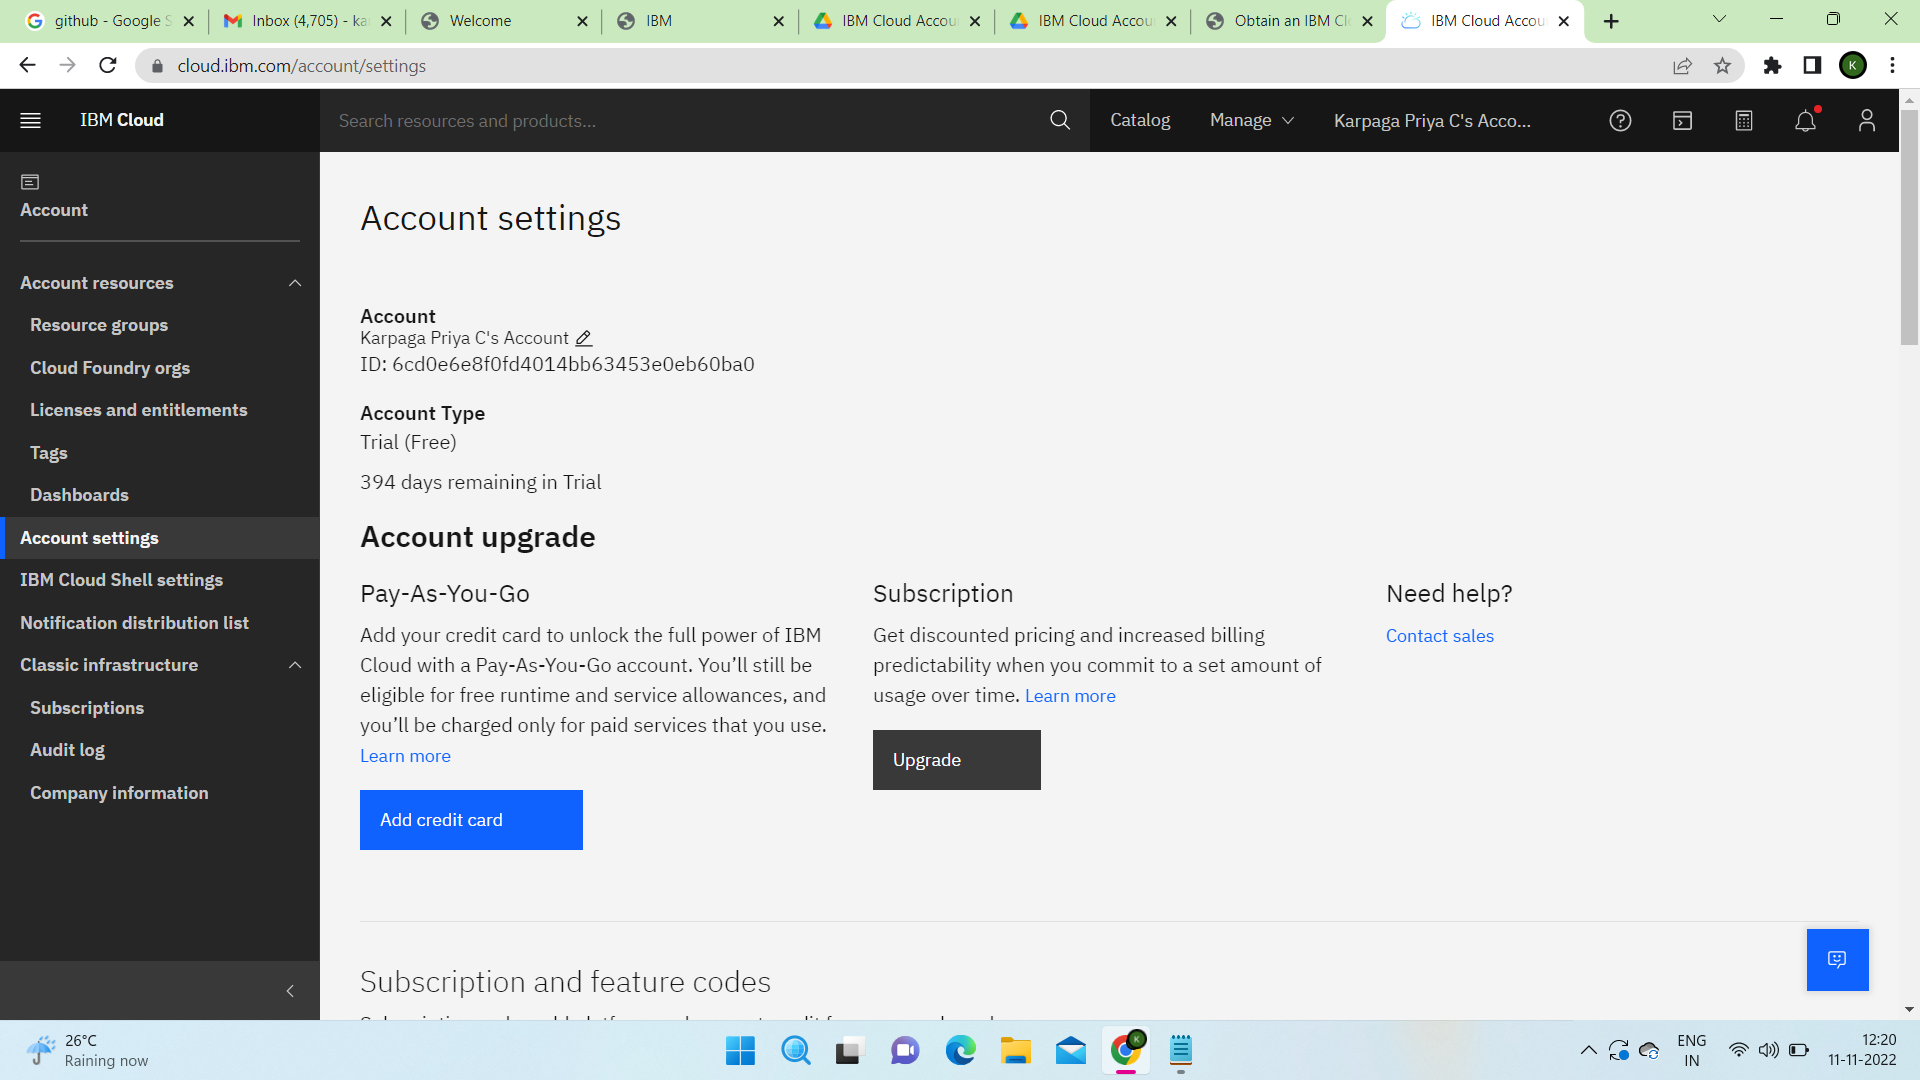 github - Google S
Inbox (4,705) - ka
Welcome
IBM
IBM Cloud Accou
IBM Cloud Accou
Obtain an IBM Cl
IBM Cloud Accou
cloud.ibm.com/account/settings
K
IBM Cloud
Search resources and products...
Catalog
Manage
Karpaga Priya C's Acco...
Account
Account resources
Resource groups
Cloud Foundry orgs
Licenses and entitlements
Tags
Dashboards
Account settings
IBM Cloud Shell settings
Notification distribution list
Classic infrastructure
Subscriptions
Audit log
Company information
Account settings
Account
Karpaga Priya C's Account
ID: 6cd0e6e8f0fd4014bb63453e0eb60ba0
Account Type
Trial (Free)
394 days remaining in Trial
Account upgrade
Pay-As-You-Go
Add your credit card to unlock the full power of IBM
Cloud with a Pay-As-You-Go account. You’ll still be
eligible for free runtime and service allowances, and
you’ll be charged only for paid services that you use.
Learn more
Add credit card
Subscription
Get discounted pricing and increased billing
predictability when you commit to a set amount of
usage over time. Learn more
Upgrade
Need help?
Contact sales
Subscription and feature codes
26°C
Raining now
K
ENG
IN
12:20
11-11-2022